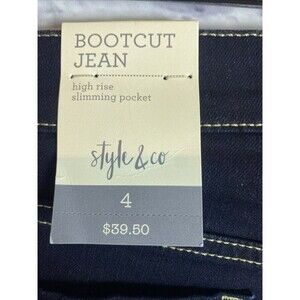 BOOTCUT
JEAN
high rise
slimming pocket
style & co
4
$39.50